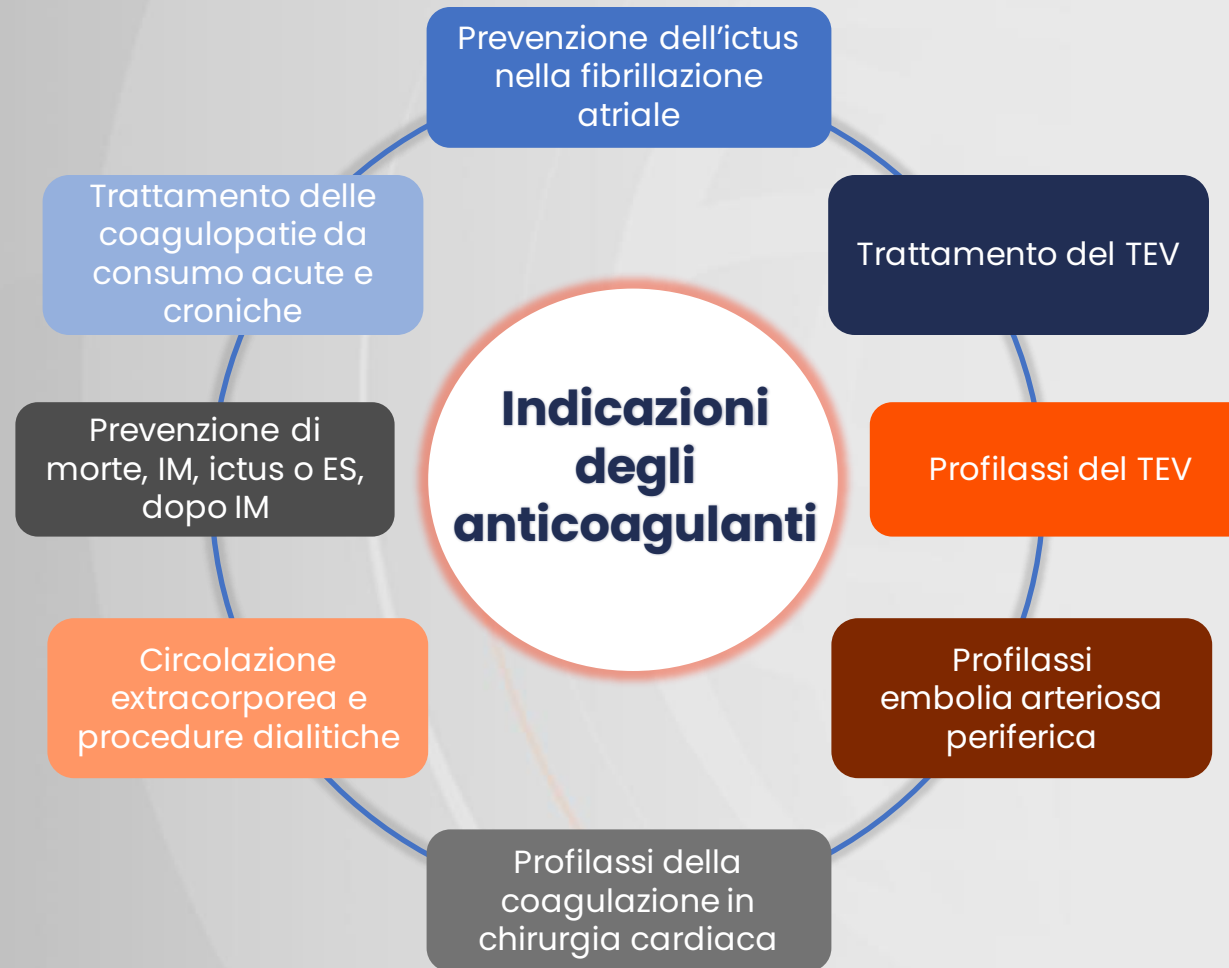 Prevenzione dell’ictus
nella fibrillazione
atriale
Trattamento delle
coagulopatie da
consumo acute e
croniche
Trattamento del TEV
Indicazioni
degli
anticoagulanti
Prevenzione di
morte, IM, ictus o ES,
dopo IM
Profilassi del TEV
Circolazione
extracorporea e
procedure dialitiche
Profilassi
embolia arteriosa
periferica
Profilassi della
coagulazione in
chirurgia cardiaca